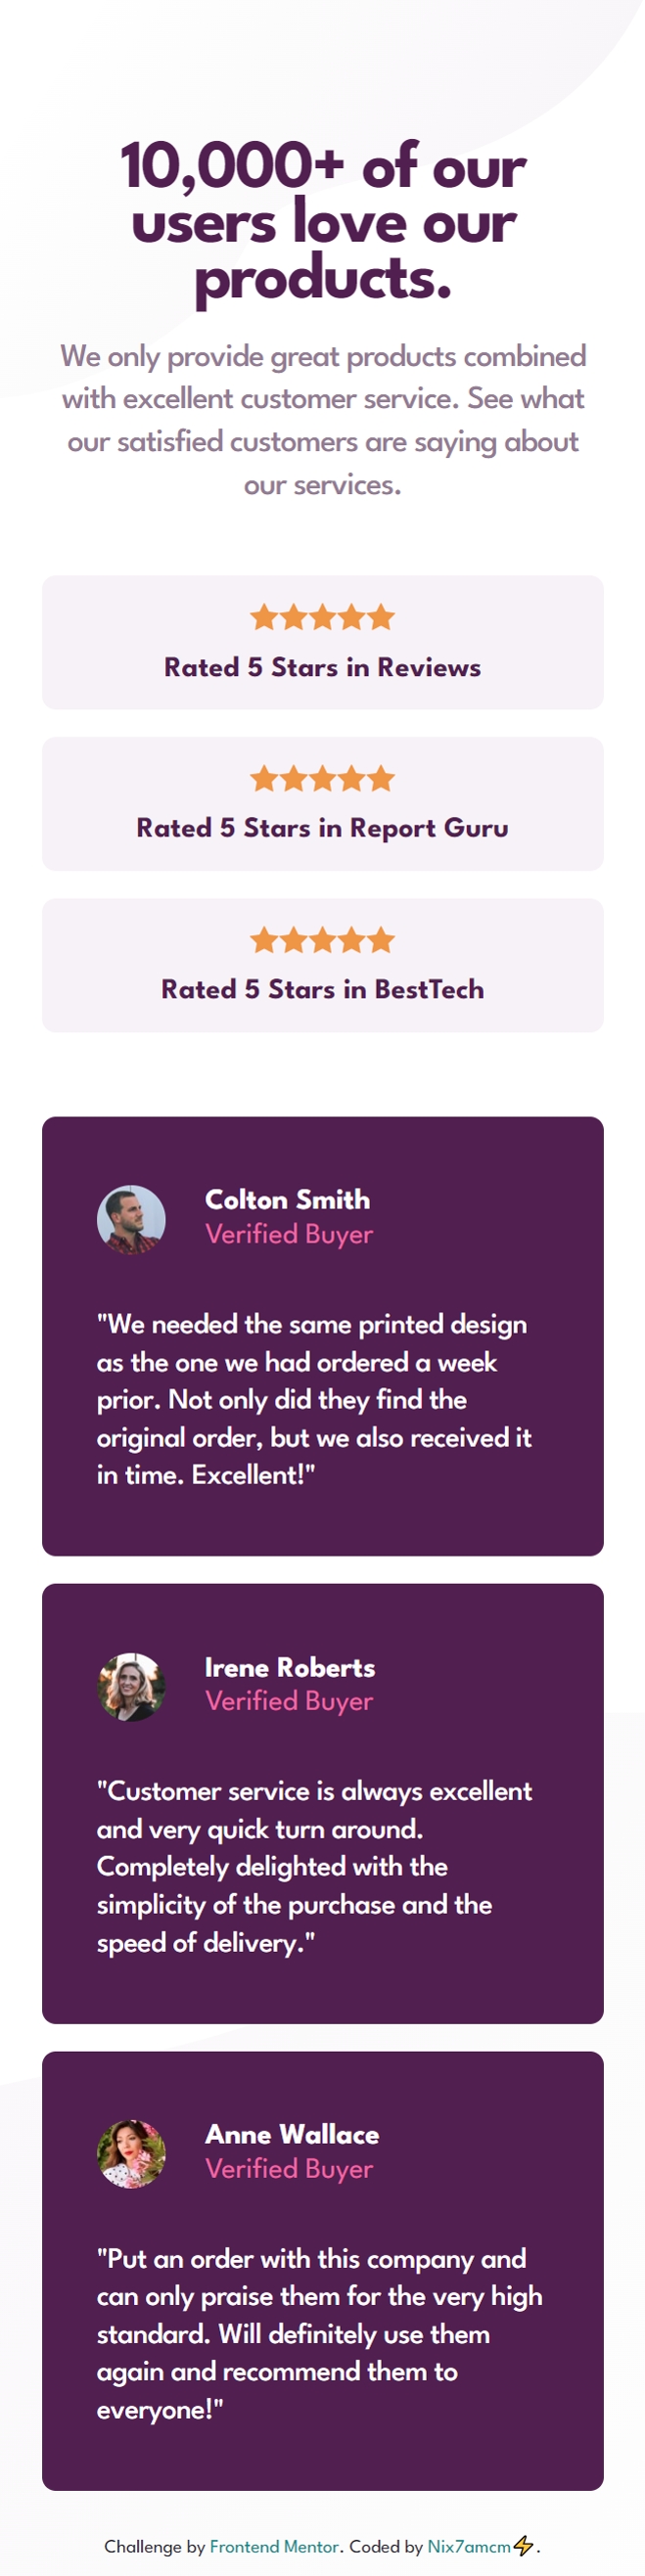 10,000+ of our
users love our
products.
We only provide great products combined
with excellent customer service. See what
our satisfied customers are saying about
our services.
Rated 5 Stars in Reviews
Rated 5 Stars in Report Guru
Rated 5 Stars in BestTech
Colton Smith
Verified Buyer
"We needed the same printed design
as the one we had ordered a week
prior. Not only did they find the
original order, but we also received it
in time. Excellent!"
Irene Roberts
Verified Buyer
"Customer service is always excellent
and very quick turn around.
Completely delighted with the
simplicity of the purchase and the
speed of delivery."
Anne Wallace
Verified Buyer
"Put an order with this company and
can only praise them for the very high
standard. Will definitely use them
again and recommend them to
everyone!"
Challenge by Frontend Mentor. Coded by Nix7amcm⚡.